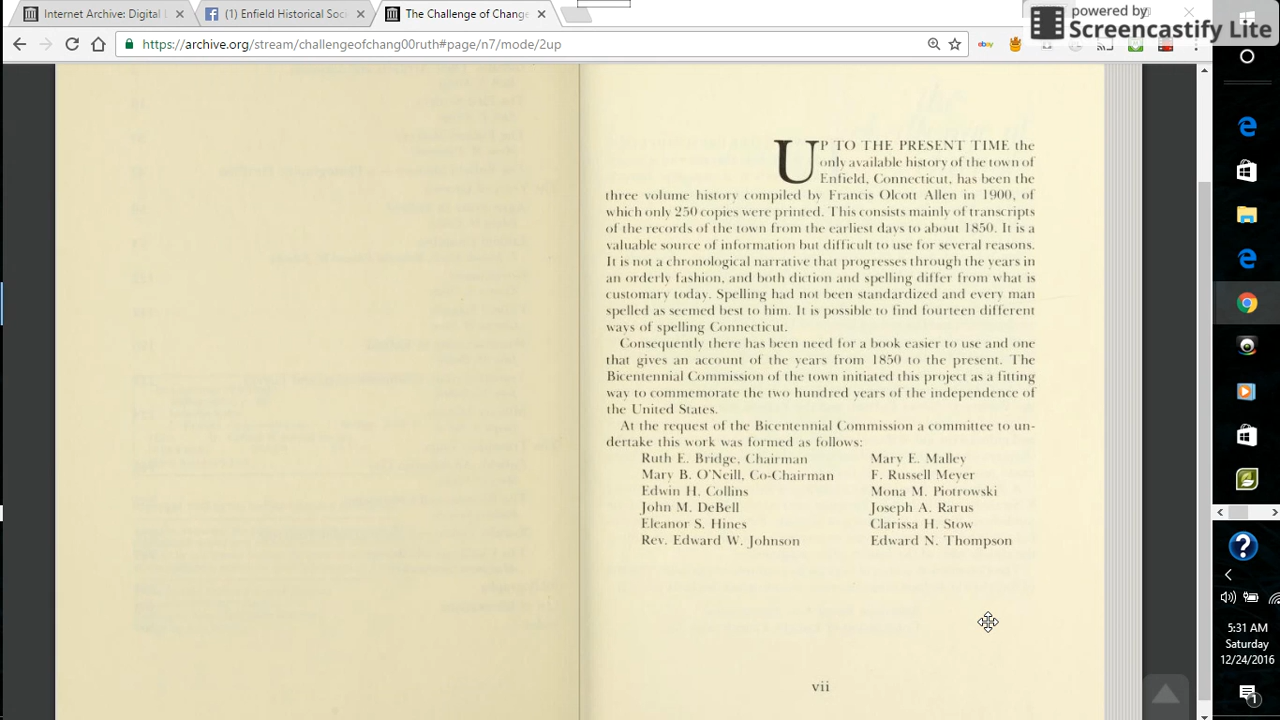 Internet Archive: Digital L
(1) Enfield Historical Soc
The Challenge of Change
powered by
Screencastify Lite
https://archive.org/stream/challengeofchang00ruth#page/n7/mode/2up
ebay
UP TO THE PRESENT TIME the
only available history of the town of
Enfield, Connecticut, has been the
three volume history compiled by Francis Olcott Allen in 1900, of
which only 250 copies were printed. This consists mainly of transcripts
of the records of the town from the earliest days to about 1850. It is a
valuable source of information but difficult to use for several reasons.
It is not a chronological narrative that progresses through the years in
an orderly fashion, and both diction and spelling differ from what is
customary today. Spelling had not been standardized and every man
spelled as seemed best to him. It is possible to find fourteen different
ways of spelling Connecticut.
Consequently there has been need for a book easier to use and one
that gives an account of the years from 1850 to the present. The
Bicentennial Commission of the town initiated this project as a fitting
way to commemorate the two hundred years of the independence of
the United States.
At the request of the Bicentennial Commission a committee to un-
dertake this work was formed as follows:
Ruth E. Bridge, Chairman
Mary B. O'Neill, Co-Chairman
Edwin H. Collins
John M. DeBell
Eleanor S. Hines
Rev. Edward W. Johnson
Mary E. Malley
F. Russell Meyer
Mona M. Piotrowski
Joseph A. Rarus
Clarissa H. Stow
Edward N. Thompson
vii
5:31 AM
Saturday
12/24/2016
1